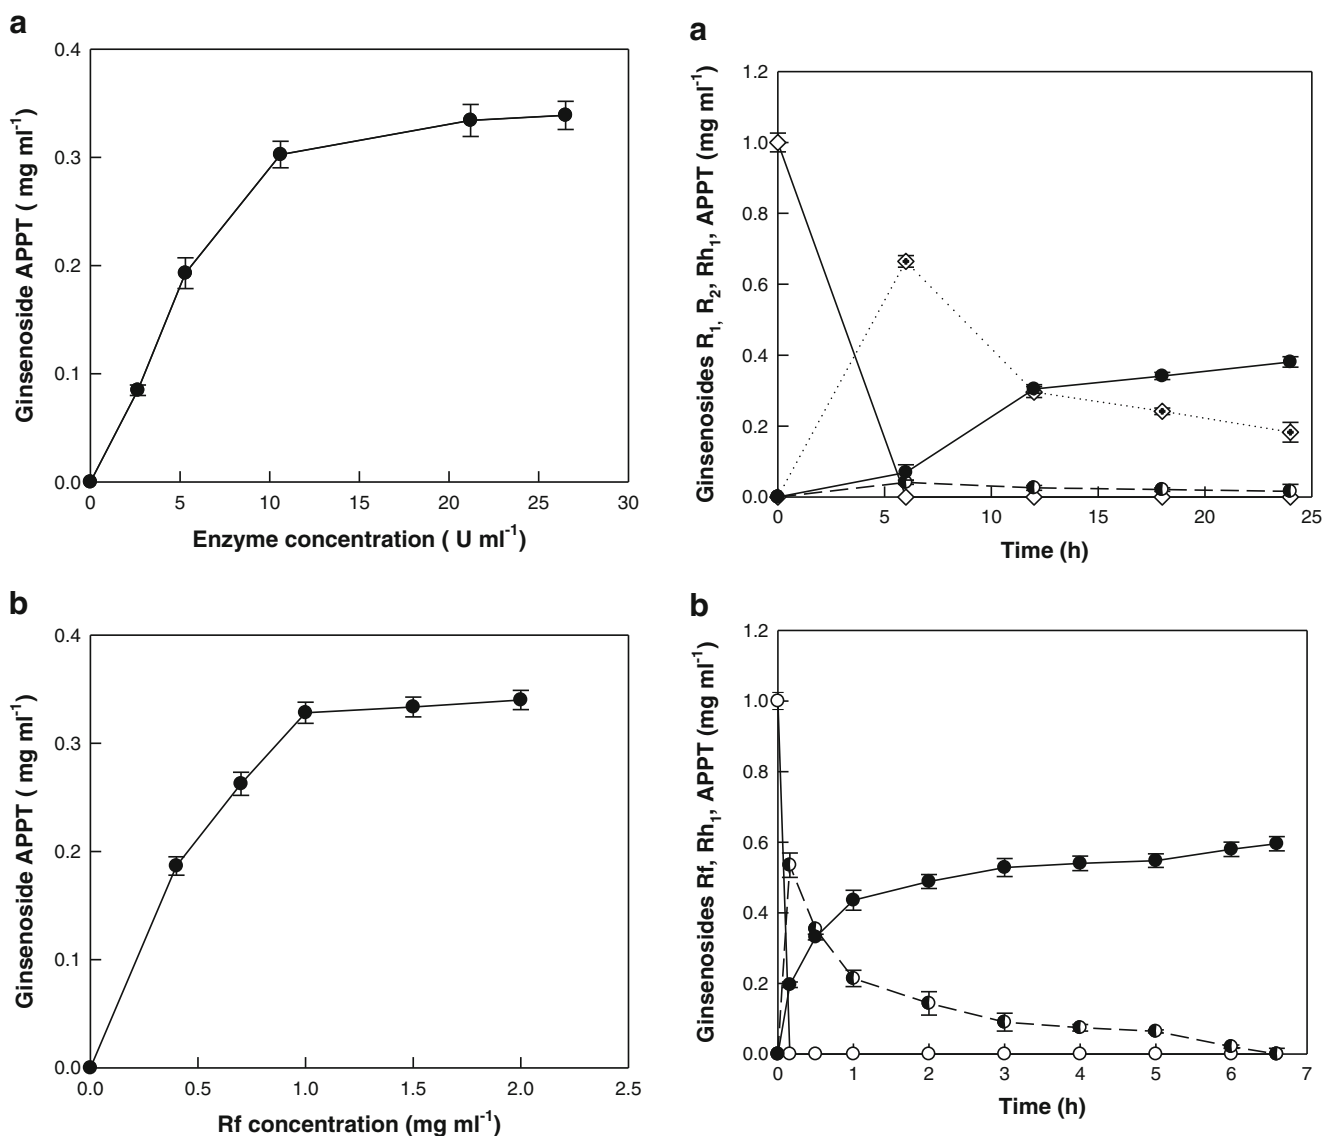 a
0.4
0.3
0.2
0.1
0.0
0 5 10 15 20 25 30
Ginsenoside APPT ( mg ml⁻¹)
Enzyme concentration ( U ml⁻¹)
b
0.4
0.3
0.2
0.1
0.0
0.0 0.5 1.0 1.5 2.0 2.5
Ginsenoside APPT ( mg ml⁻¹)
Rf concentration (mg ml⁻¹)
a
1.2
1.0
0.8
0.6
0.4
0.2
0.0
0 5 10 15 20 25
Ginsenosides R₁, R₂, Rh₁, APPT (mg ml⁻¹)
Time (h)
b
1.2
1.0
0.8
0.6
0.4
0.2
0.0
0 1 2 3 4 5 6 7
Ginsenosides Rf, Rh₁, APPT (mg ml⁻¹)
Time (h)